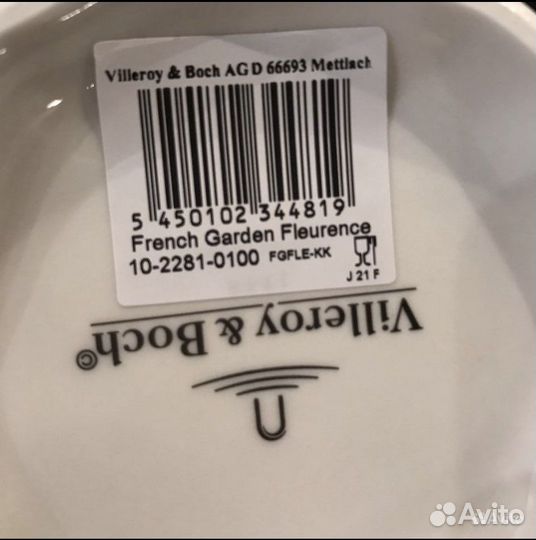 Villeroy & Boch AG D 66693 Mettlach
5 450102 344819
French Garden Fleurence
10-2281-0100 FGFLE-KK
J 21 F
Villeroy & Boch©
Avito